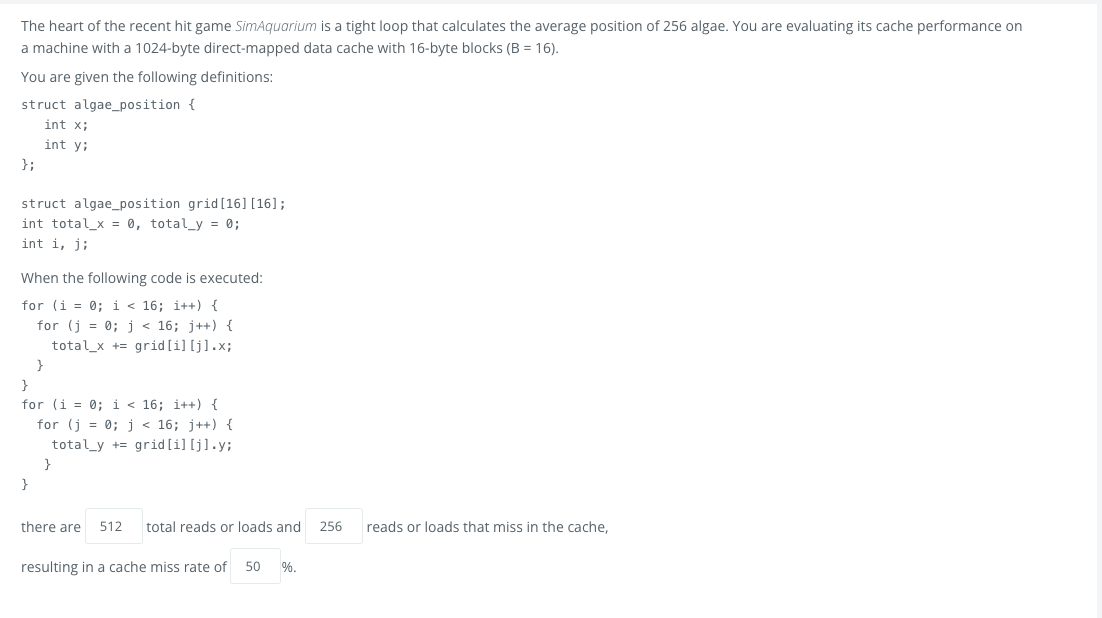 The heart of the recent hit game SimAquarium is a tight loop that calculates the average position of 256 algae. You are evaluating its cache performance on
a machine with a 1024-byte direct-mapped data cache with 16-byte blocks (B = 16).
You are given the following definitions:
struct algae_position {
   int x;
   int y;
};
struct algae_position grid[16][16];
int total_x = 0, total_y = 0;
int i, j;
When the following code is executed:
for (i = 0; i < 16; i++) {
  for (j = 0; j < 16; j++) {
    total_x += grid[i][j].x;
  }
}
for (i = 0; i < 16; i++) {
  for (j = 0; j < 16; j++) {
    total_y += grid[i][j].y;
   }
}
there are 512 total reads or loads and 256 reads or loads that miss in the cache,
resulting in a cache miss rate of 50 %.